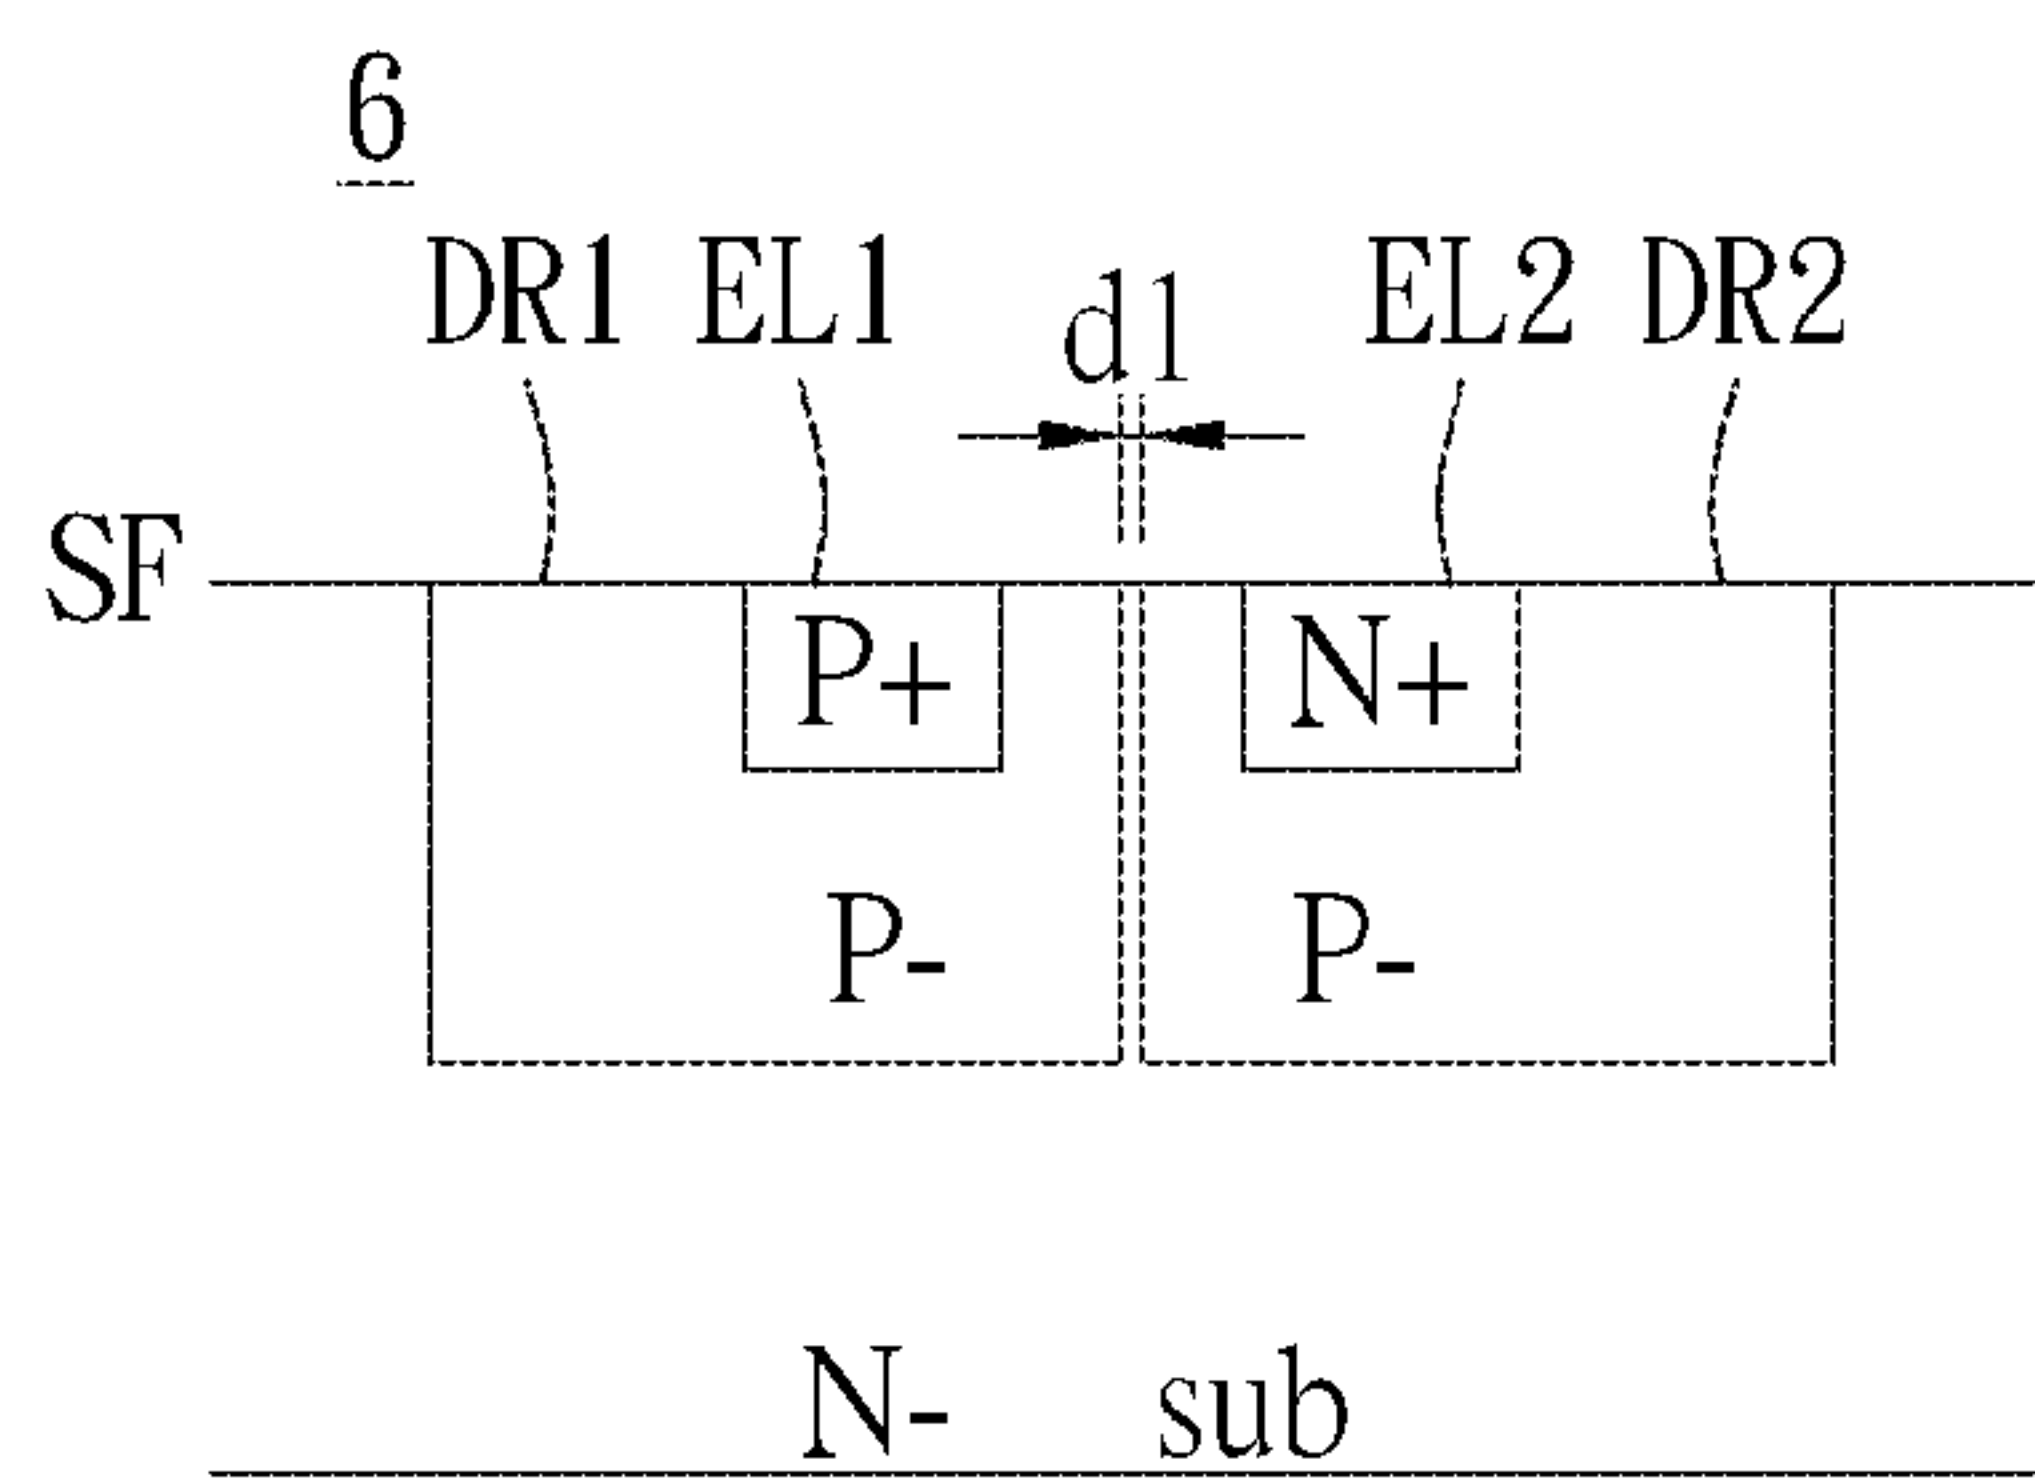 6
DR1 EL1 d1 EL2 DR2
SF
P+ N+
P- P-
N- sub